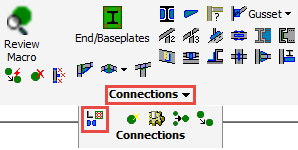 Gusset
Review
Macro
End/Baseplates
Connections
Connections